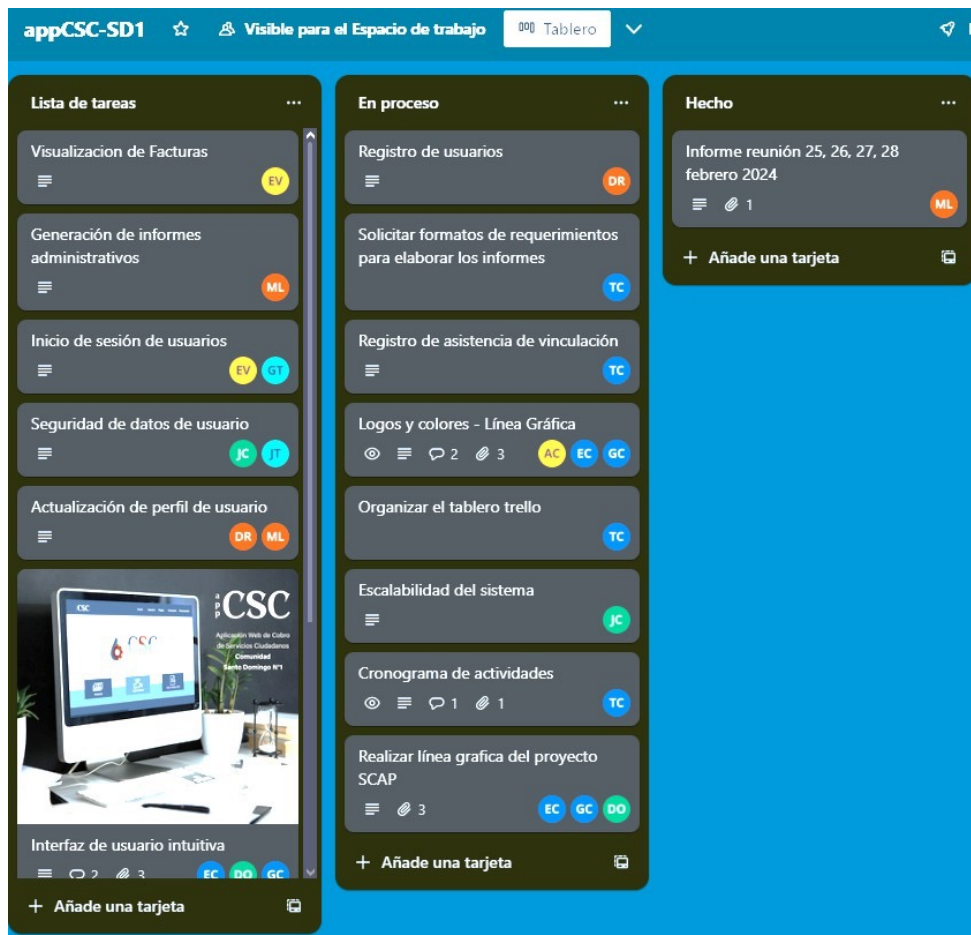 appCSC-SD1
Visible para el Espacio de trabajo
Tablero
Lista de tareas
Visualizacion de Facturas
EV
Generación de informes
administrativos
ML
Inicio de sesión de usuarios
EV GT
Seguridad de datos de usuario
JC JT
Actualización de perfil de usuario
DR ML
CSC
app CSC
Aplicación Web de Cobro
de Servicios Ciudadanos
Comunidad
Santo Domingo N°1
CSC
Interfaz de usuario intuitiva
2 3 EC DO GC
+ Añade una tarjeta
En proceso
Registro de usuarios
DR
Solicitar formatos de requerimientos
para elaborar los informes
TC
Registro de asistencia de vinculación
TC
Logos y colores - Línea Gráfica
2 3 AC EC GC
Organizar el tablero trello
TC
Escalabilidad del sistema
JC
Cronograma de actividades
1 1 TC
Realizar línea grafica del proyecto
SCAP
3 EC GC DO
+ Añade una tarjeta
Hecho
Informe reunión 25, 26, 27, 28
febrero 2024
1 ML
+ Añade una tarjeta